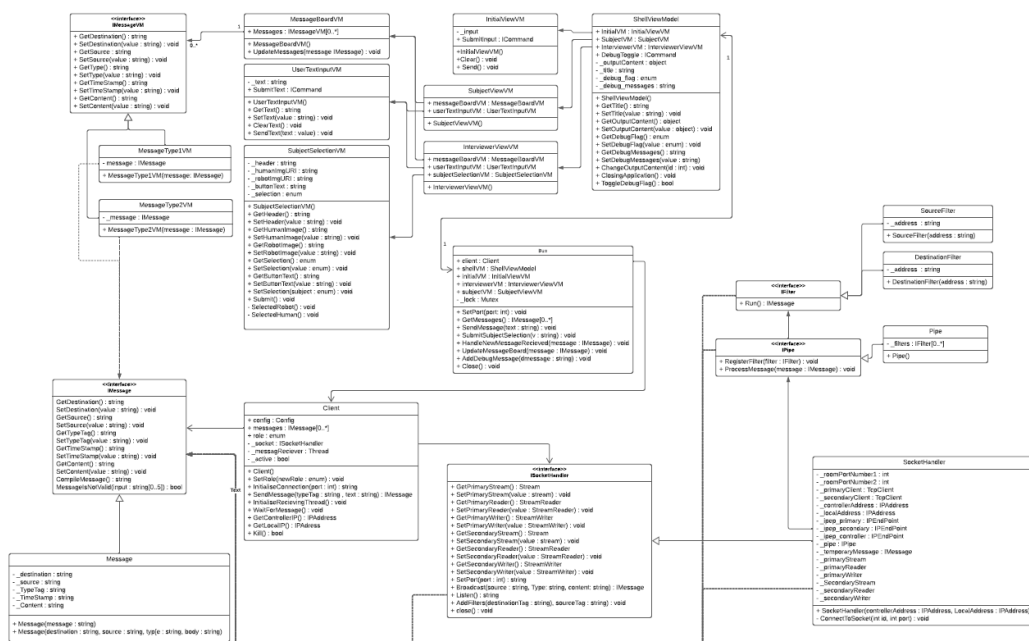 <<interface>>
IMessageVM
+ GetDestination() : string
+ SetDestination(value : string) : void
+ GetSource : string
+ SetSource(value : string) : void
+ GetType() : string
+ SetType(value : string) : void
+ GetTimeStamp : string
+ SetTimeStamp(value : string) : void
+ GetContent() : string
+ SetContent(value : string) : void
0..*
1
MessageType1VM
- message : IMessage
+ MessageType1VM(message: IMessage)
MessageType2VM
- _message : IMessage
+ MessageType2VM(message : IMessage)
MessageBoardVM
+ Messages : IMessageVM[0..*]
+ MessageBoardVM()
+ UpdateMessages(message IMessage) : void
UserTextInputVM
- _text : string
+ SubmitText : ICommand
+ UserTextInputVM()
+ GetText() : string
+ SetText(value : string) : void
+ ClearText() : void
+ SendText(text : value)
SubjectSelectionVM
- _header : string
- _humanImgURI : string
- _robotImgURI : string
- _buttonText : string
- _selection : enum
+ SubjectSelectionVM()
+ GetHeader() : string
+ SetHeader(value : string) : void
+ GetHumanImage() : string
+ SetHumanImage(value : string) : void
+ GetRobotImage() : string
+ SetRobotImage(value : string) : void
+ GetSelection() : enum
+ SetSelection(value : enum) : void
+ GetButtonText() : string
+ SetButtonText(value : string) : void
+ SetSelection(subject : enum) : void
+ Submit() : void
- SelectedRobot() : void
- SelectedHuman() : void
InitialViewVM
- _input
+ SubmitInput : ICommand
+InitialViewVM()
+Clear() : void
+ Send() : void
SubjectViewVM
+ messageBoardVM : MessageBoardVM
+ userTextInputVM : UserTextInputVM
+ SubjectViewVM()
InterviewerViewVM
+ messageBoardVM : MessageBoardVM
+ userTextInputVM : UserTextInputVM
+ subjectSelectionVM : SubjectSelectionVM
+ InterviewerViewVM()
ShellViewModel
+ InitialVM : InitialViewVM
+ SubjectVM : SubjectVM
+ InterviewerVM : InterviewerViewVM
+ DebugToggle : ICommand
- _outputContent : object
- _title : string
- _debug_flag : enum
- _debug_messages : string
+ ShellViewModel()
+ GetTitle() : string
+ SetTitle(value : string) : void
+ GetOutputContent() : object
+ SetOutputContent(value : object) : void
+ GetDebugFlag() : enum
+ SetDebugFlag(value : enum) : void
+ GetDebugMessages() : string
+ SetDebugMessages(value : string)
+ ChangeOutputContent(id : int) : void
+ ClosingApplication() : void
+ ToggleDebugFlag() : bool
1
1
+ client : Client
+ shellVM : ShellViewModel
+ InitialVM : InitialViewVM
+ interviewerVM : InterviewerViewVM
+ subjectVM : SubjectViewVM
- _lock : Mutex
+ SetPort(port: int) : void
+ GetMessages() : IMessage[0..*]
+ SendMessage(text : string) : void
+ SubmitSubjectSelection(v : string) : void
+ HandleNewMessageRecieved(message : IMessage) : void
+ UpdateMessageBoard(message : IMessage) : void
+ AddDebugMessage(dmessage : string) : void
+ Close() : void
SourceFilter
- _address : string
+ SourceFilter(address : string)
DestinationFilter
- _address : string
+ DestinationFilter(address : string)
<<interface>>
IFilter
+ Run() : IMessage
<<interface>>
IPipe
+ RegisterFilter(filter : IFilter) : void
+ ProcessMessage(message : IMessage) : void
Pipe
- _filters : IFilter[0..*]
+ Pipe()
<<interface>>
IMessage
GetDestination() : string
SetDestination(value : string) : void
GetSource() : string
SetSource(value : string) : void
GetTypeTag() : string
SetTypeTag(value : string) : void
GetTimeStamp() : string
SetTimeStamp(value : string) : void
GetContent() : string
SetContent(value : string) : void
CompileMessage() : string
MessageIsNotValid(input : string[0..5]) : bool
Text
Client
+ config : Config
+ messages : IMessage[0..*]
+ role : enum
- _socket : ISocketHandler
- _messagReciever : Thread
- _active : bool
+ Client()
+ SetRole(newRole : enum) : void
+ InitialiseConnection(port : int) : void
+ SendMessage(typeTag : string , text : string) : IMessage
+ InitialiseRecievingThread() : void
+ WaitForMessage() : void
+ GetControllerIP() : IPAddress
+ GetLocalIP() : IPAdress
+ Kill() : bool
<<interface>>
ISocketHandler
+ GetPrimaryStream() : Stream
+ SetPrimaryStream(value : stream) : void
+ GetPrimaryReader() : StreamReader
+ SetPrimaryReader(value : StreamReader) : void
+ GetPrimaryWriter() : StreamWriter
+ SetPrimaryWriter(value : StreamWriter) : void
+ GetSecondaryStream() : Stream
+ SetSecondaryStream(value : stream) : void
+ GetSecondaryReader() : StreamReader
+ SetSecondaryReader(value : StreamReader) : void
+ GetSecondaryWriter() : StreamWriter
+ SetSecondaryWriter(value : StreamWriter) : void
+ SetPort(port : int) : string
+ Broadcast(source : string, Type: string, content: string) : IMessage
+ Listen() : string
+ AddFilters(destinationTag : string), sourceTag : string) : void
+ close() : void
SocketHandler
- _roomPortNumber1 : int
- _roomPortNumber2 : int
- _primaryClient : TcpClient
- _secondaryClient : TcpClient
- _controllerAddress : IPAddress
- _localAddress : IPAddress
- _ipep_primary : IPEndPoint
- _ipep_secondary : IPEndPoint
- _ipep_controller : IPEndPoint
- _pipe : IPipe
- _temporaryMessage : IMessage
- _primaryStream
- _primaryReader
- _primaryWriter
- _SecondaryStream
- _secondaryReader
- _secondaryWriter
+ SocketHandler(controllerAddress : IPAddress, LocalAddress : IPAddress)
- ConnectToSocket(int id, int port) : void
Message
- _destination : string
- _source : string
- _TypeTag : string
- _TimeStamp : string
- _Content : string
+ Message(message : string)
+ Message(destination : string, source : string, type : string, body : string)